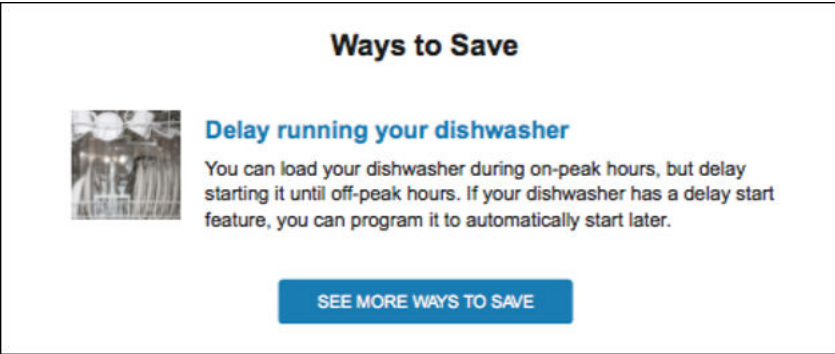 Ways to Save
Delay running your dishwasher
You can load your dishwasher during on-peak hours, but delay
starting it until off-peak hours. If your dishwasher has a delay start
feature, you can program it to automatically start later.
SEE MORE WAYS TO SAVE